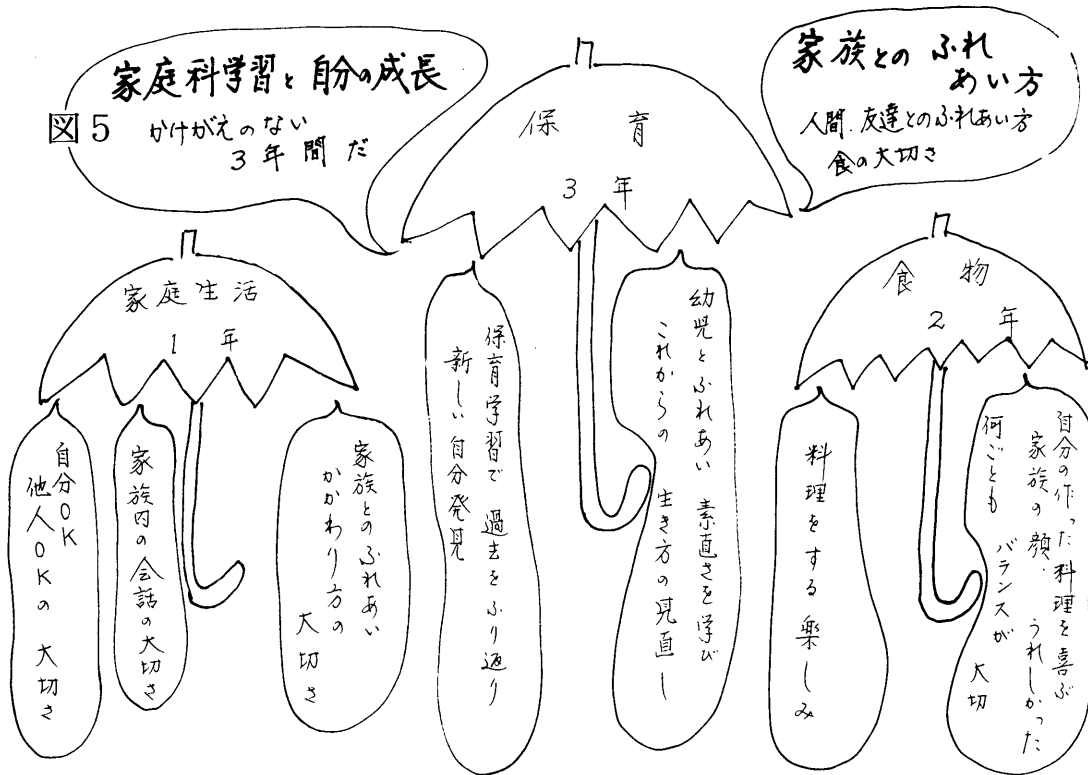 家庭科学習と自分の成長
図5
かけがえのない
3年間だ
家族とのふれ
あい方
人間、友達とのふれあい方
食の大切さ
保育
3年
家庭生活
1年
食物
2年
自分OK
他人OKの 大切さ
家族内の会話の大切さ
家族とのふれあい
かかわり方の
大切さ
保育学習で 過去をふり返り
新しい自分発見
幼児とふれあい 素直さを学び
これからの 生き方の見直し
料理をする楽しみ
自分の作った料理を喜ぶ
家族の顔、うれしかった
何ごとも バランスが 大切